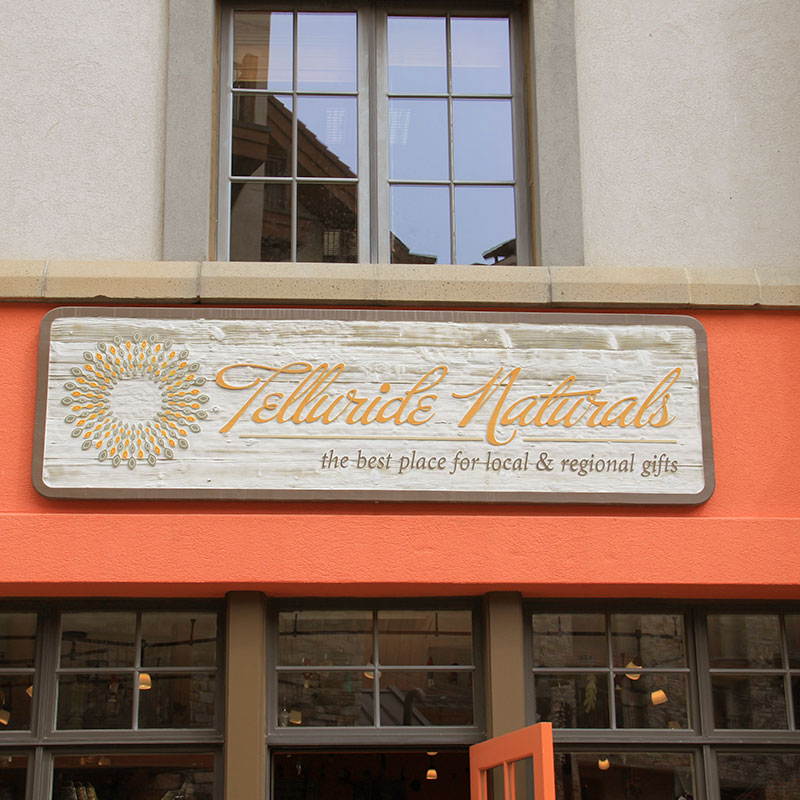 Telluride Naturals
the best place for local & regional gifts